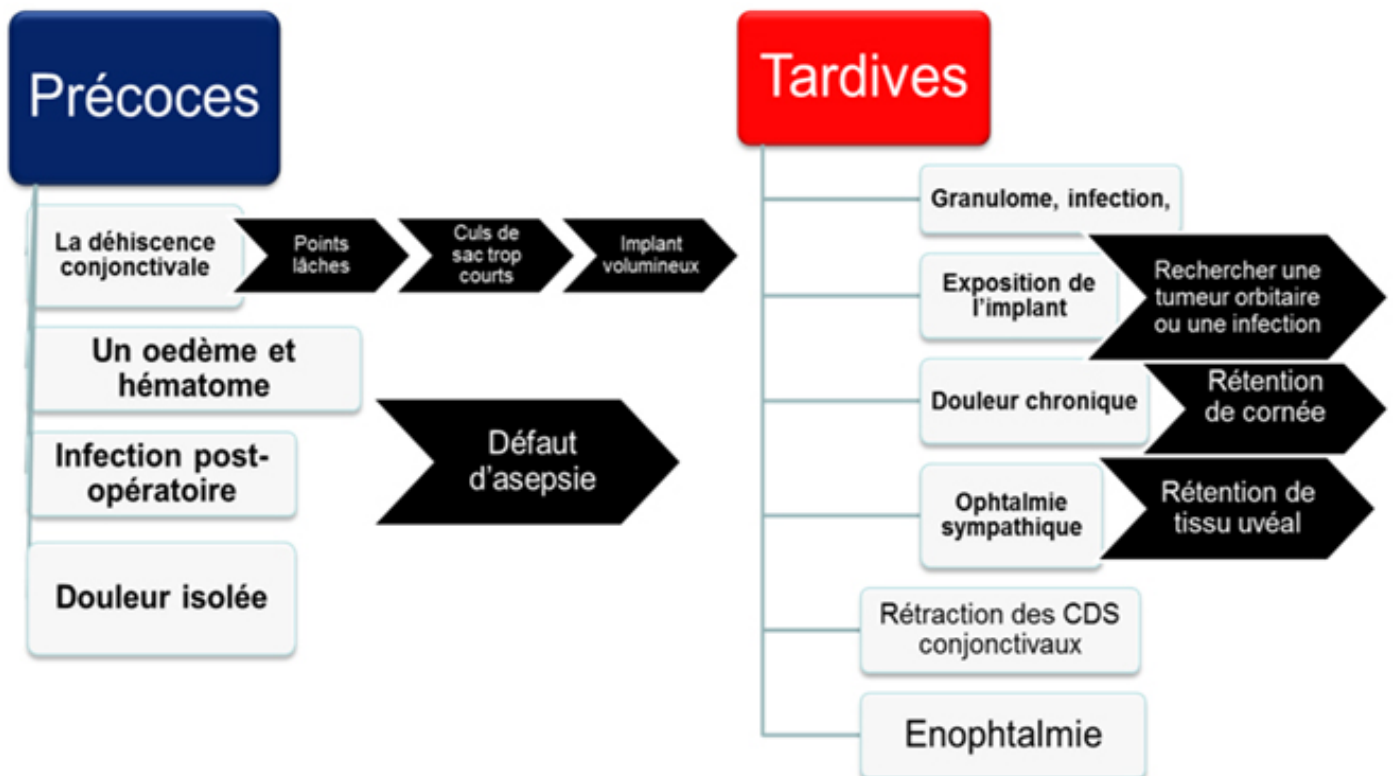 Précoces
La déhiscence
conjonctivale
Points
lâches
Culs de
sac trop
courts
Implant
volumineux
Un oedème et
hématome
Infection post-
opératoire
Défaut
d'asepsie
Douleur isolée
Tardives
Granulome, infection,
Exposition de
l'implant
Rechercher une
tumeur orbitaire
ou une infection
Douleur chronique
Rétention
de cornée
Ophtalmie
sympathique
Rétention de
tissu uvéal
Rétraction des CDS
conjonctivaux
Enophtalmie